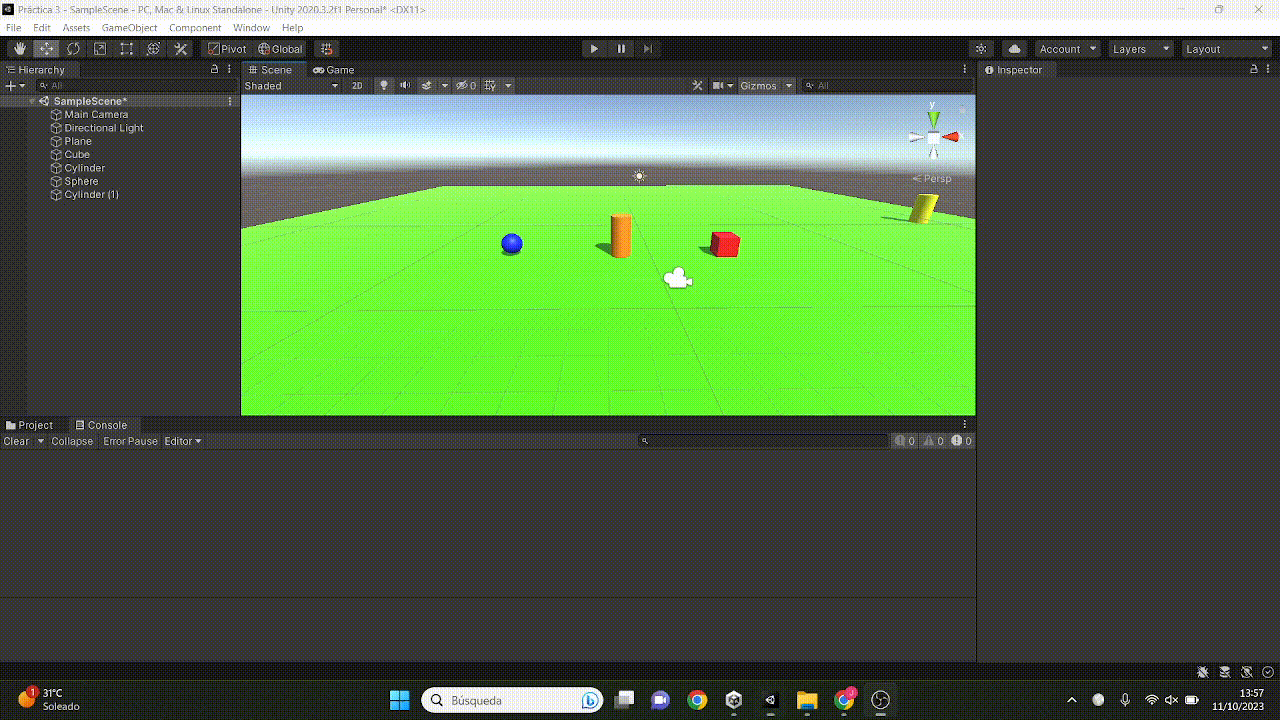 Práctica 3 - SampleScene - PC, Mac & Linux Standalone - Unity 2020.3.2f1 Personal* <DX11>
File Edit Assets GameObject Component Window Help
Pivot Global Account Layers Layout
Hierarchy Scene Game Inspector
All Shaded 2D 0 Gizmos All
SampleScene*
Main Camera
Directional Light
Plane
Cube
Cylinder
Sphere
Cylinder (1)
y
Persp
Project Console
Clear Collapse Error Pause Editor 0 0 0
1 31°C
Soleado
Búsqueda
13:57
11/10/2023